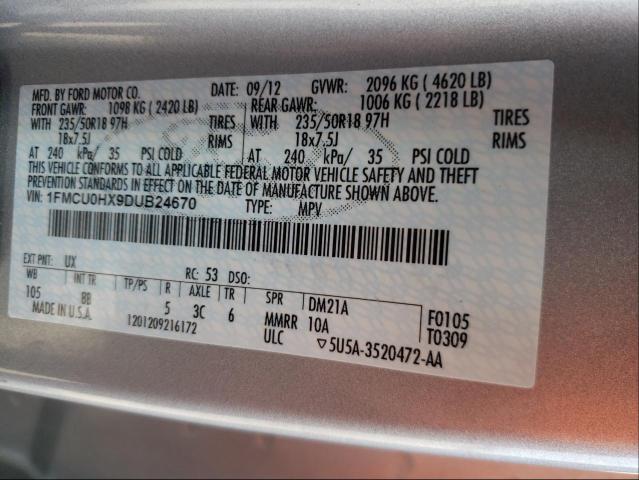 MFD. BY FORD MOTOR CO.
DATE: 09/12 GVWR: 2096 KG ( 4620 LB)
FRONT GAWR: 1098 KG ( 2420 LB) REAR GAWR: 1006 KG ( 2218 LB)
WITH 235/50R18 97H TIRES WITH 235/50R18 97H TIRES
18x7.5J RIMS 18x7.5J RIMS
AT 240 kPa/ 35 PSI COLD AT 240 kPa/ 35 PSI COLD
THIS VEHICLE CONFORMS TO ALL APPLICABLE FEDERAL MOTOR VEHICLE SAFETY AND THEFT
PREVENTION STANDARDS IN EFFECT ON THE DATE OF MANUFACTURE SHOWN ABOVE.
VIN: 1FMCU0HX9DUB24670 TYPE: MPV
EXT PNT: UX RC: 53 DSO:
WB INT TR TP/PS R AXLE TR SPR DM21A F0105
105 BB 5 3C 6 MMRR 10A T0309
MADE IN U.S.A. 1201209216172 ULC ▽5U5A-3520472-AA